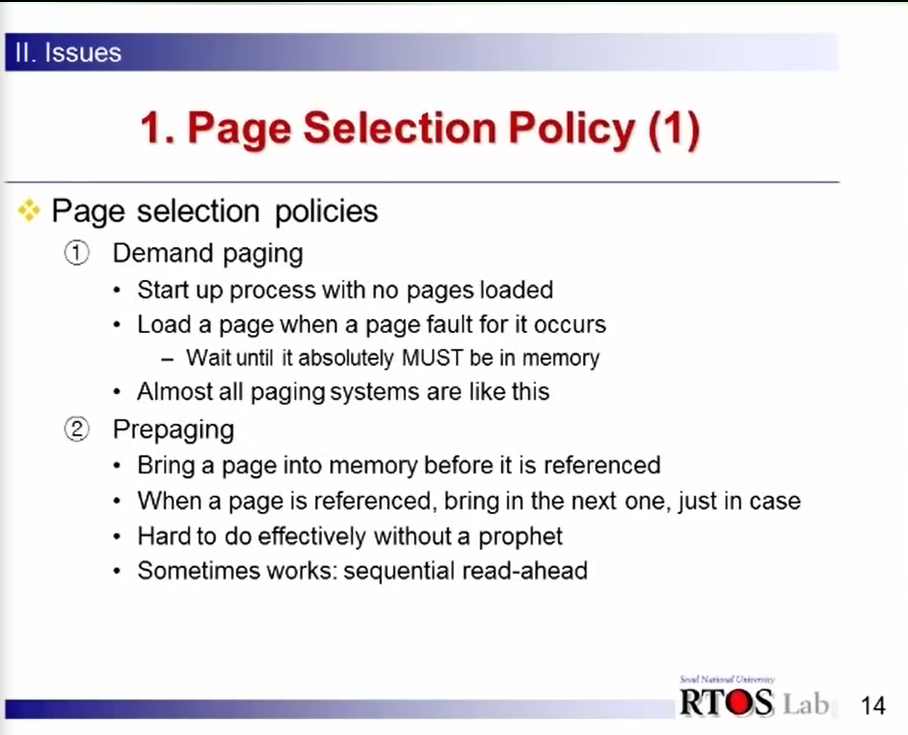 II. Issues
1. Page Selection Policy (1)
❖ Page selection policies
① Demand paging
• Start up process with no pages loaded
• Load a page when a page fault for it occurs
– Wait until it absolutely MUST be in memory
• Almost all paging systems are like this
② Prepaging
• Bring a page into memory before it is referenced
• When a page is referenced, bring in the next one, just in case
• Hard to do effectively without a prophet
• Sometimes works: sequential read-ahead
Seoul National University
RTOS Lab
14